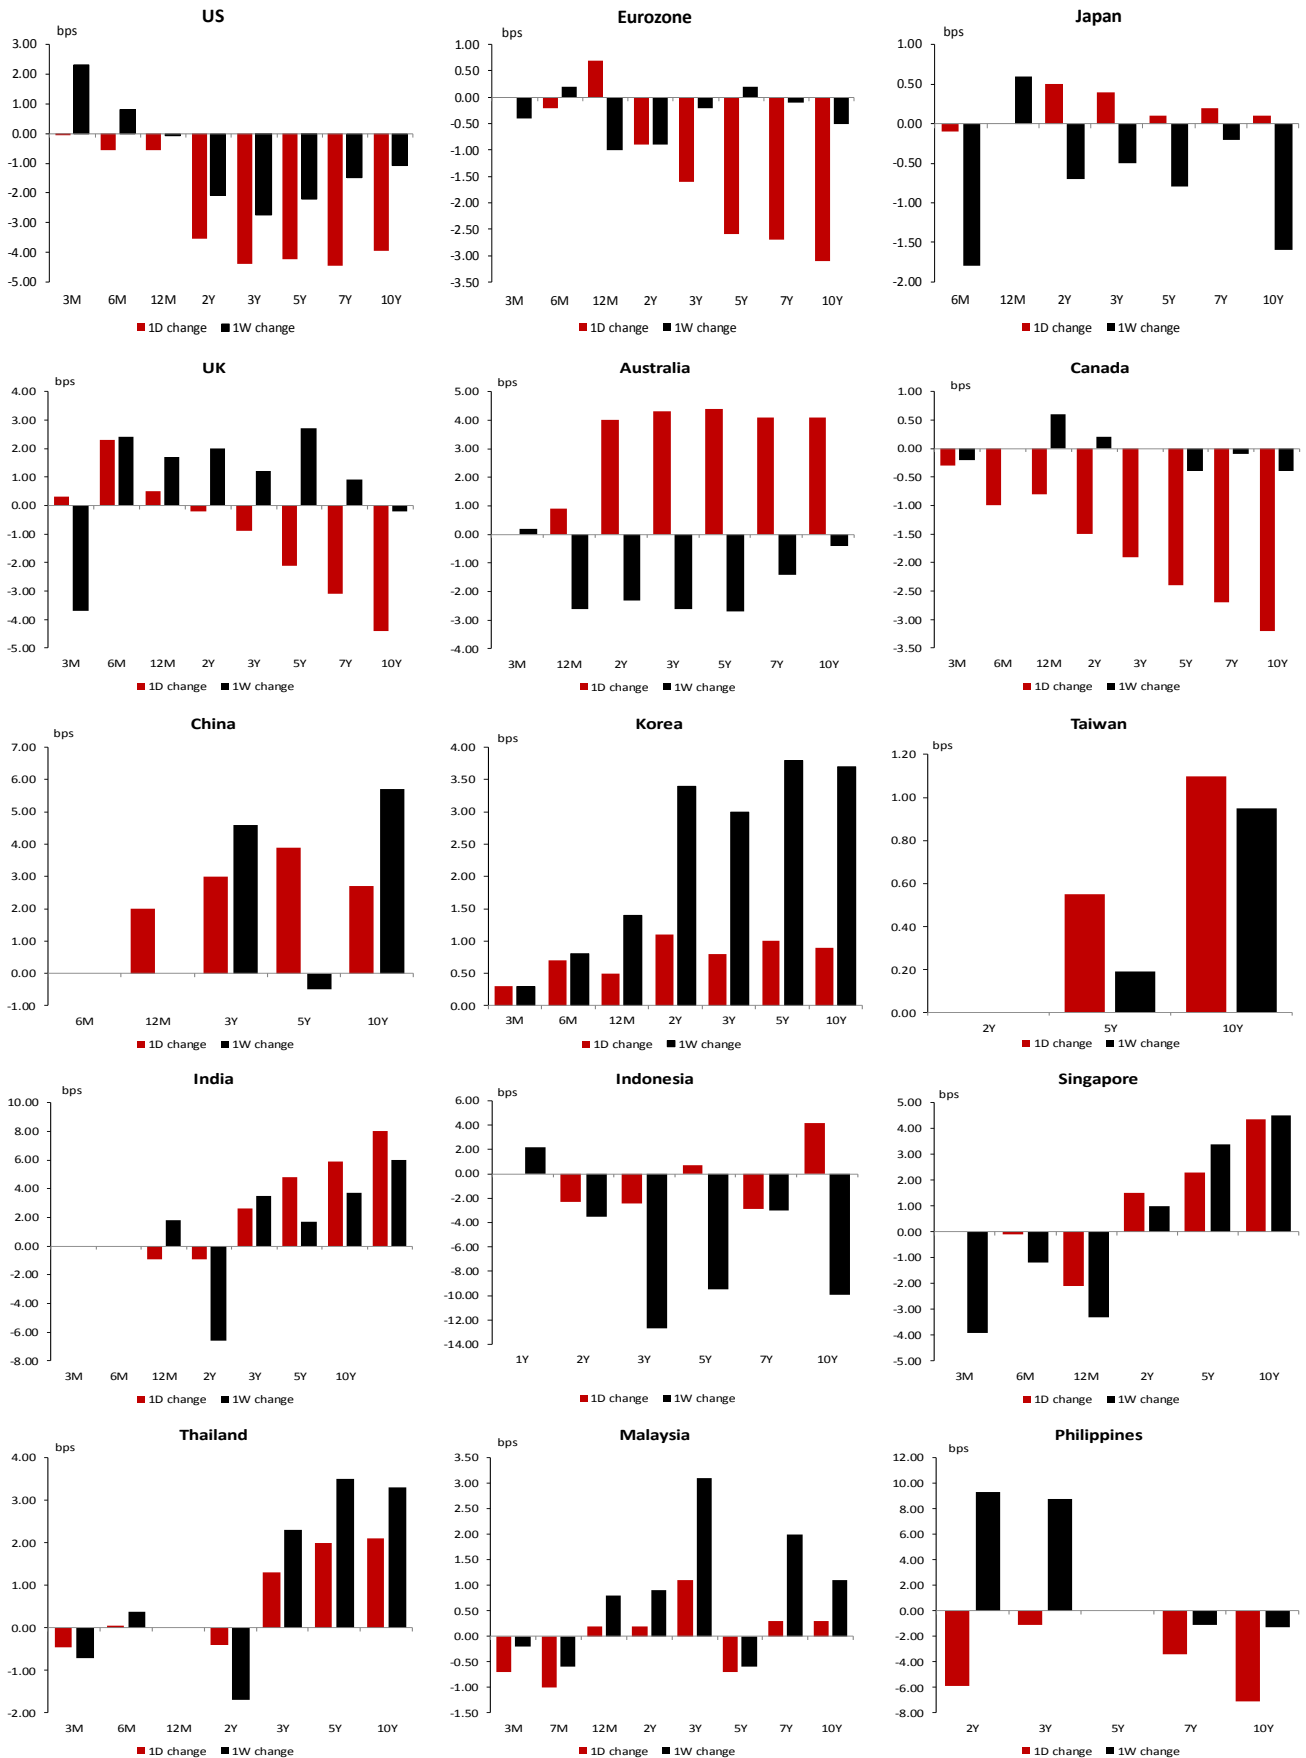 US
bps
3.00
2.00
1.00
0.00
-1.00
-2.00
-3.00
-4.00
-5.00
3M 6M 12M 2Y 3Y 5Y 7Y 10Y
1D change 1W change
Eurozone
bps
1.00
0.50
0.00
-0.50
-1.00
-1.50
-2.00
-2.50
-3.00
-3.50
3M 6M 12M 2Y 3Y 5Y 7Y 10Y
1D change 1W change
Japan
bps
1.00
0.50
0.00
-0.50
-1.00
-1.50
-2.00
6M 12M 2Y 3Y 5Y 7Y 10Y
1D change 1W change
UK
bps
4.00
3.00
2.00
1.00
0.00
-1.00
-2.00
-3.00
-4.00
-5.00
3M 6M 12M 2Y 3Y 5Y 7Y 10Y
1D change 1W change
Australia
bps
5.00
4.00
3.00
2.00
1.00
0.00
-1.00
-2.00
-3.00
-4.00
3M 12M 2Y 3Y 5Y 7Y 10Y
1D change 1W change
Canada
bps
1.00
0.50
0.00
-0.50
-1.00
-1.50
-2.00
-2.50
-3.00
-3.50
3M 6M 12M 2Y 3Y 5Y 7Y 10Y
1D change 1W change
China
bps
7.00
6.00
5.00
4.00
3.00
2.00
1.00
0.00
-1.00
6M 12M 3Y 5Y 10Y
1D change 1W change
Korea
bps
4.00
3.50
3.00
2.50
2.00
1.50
1.00
0.50
0.00
3M 6M 12M 2Y 3Y 5Y 10Y
1D change 1W change
Taiwan
bps
1.20
1.00
0.80
0.60
0.40
0.20
0.00
2Y 5Y 10Y
1D change 1W change
India
bps
10.00
8.00
6.00
4.00
2.00
0.00
-2.00
-4.00
-6.00
-8.00
3M 6M 12M 2Y 3Y 5Y 10Y
1D change 1W change
Indonesia
bps
6.00
4.00
2.00
0.00
-2.00
-4.00
-6.00
-8.00
-10.00
-12.00
-14.00
1Y 2Y 3Y 5Y 7Y 10Y
1D change 1W change
Singapore
bps
5.00
4.00
3.00
2.00
1.00
0.00
-1.00
-2.00
-3.00
-4.00
-5.00
3M 6M 12M 2Y 5Y 10Y
1D change 1W change
Thailand
bps
4.00
3.00
2.00
1.00
0.00
-1.00
-2.00
3M 6M 12M 2Y 3Y 5Y 10Y
1D change 1W change
Malaysia
bps
3.50
3.00
2.50
2.00
1.50
1.00
0.50
0.00
-0.50
-1.00
-1.50
3M 7M 12M 2Y 3Y 5Y 7Y 10Y
1D change 1W change
Philippines
bps
12.00
10.00
8.00
6.00
4.00
2.00
0.00
-2.00
-4.00
-6.00
-8.00
2Y 3Y 5Y 7Y 10Y
1D change 1W change